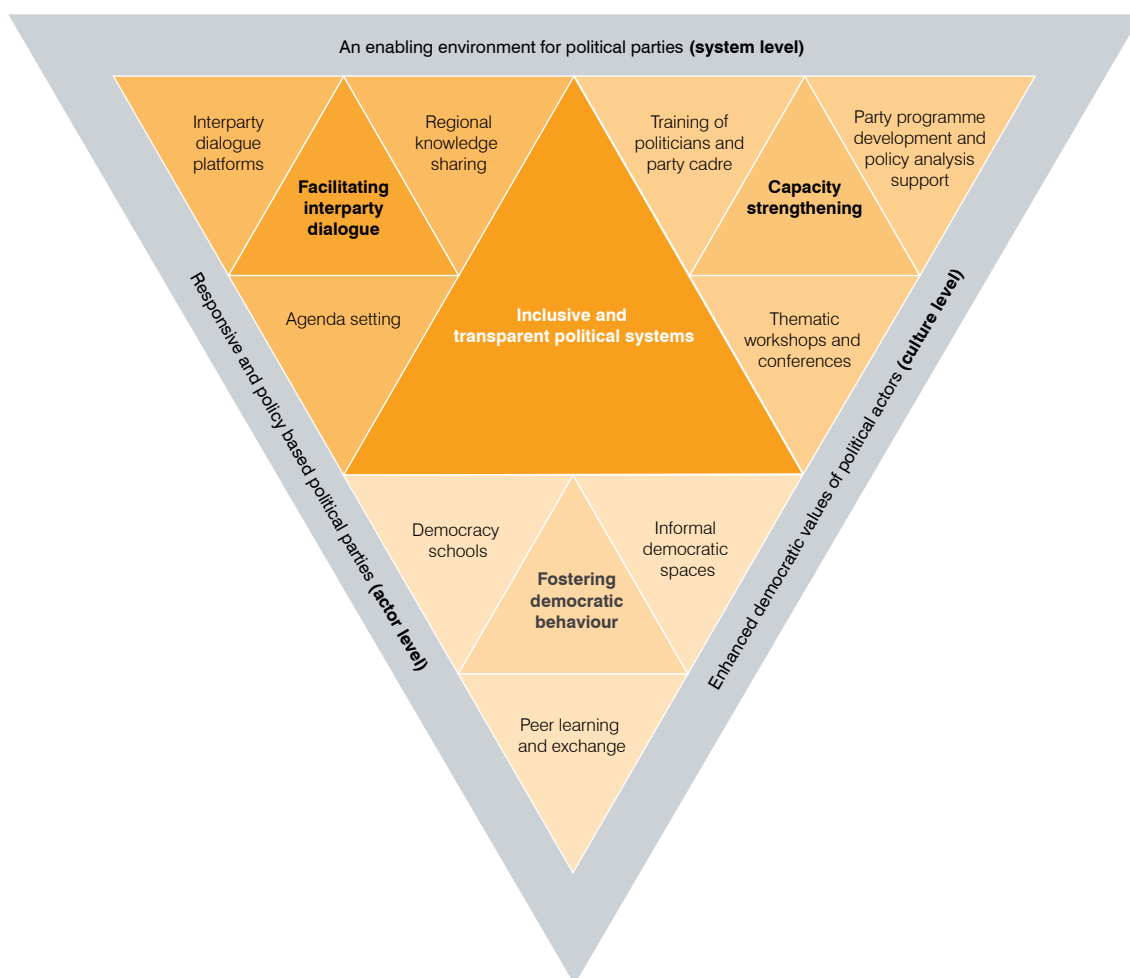 An enabling environment for political parties (system level)
Interparty
dialogue
platforms
Facilitating
interparty
dialogue
Regional
knowledge
sharing
Agenda setting
Inclusive and
transparent political systems
Training of
politicians and
party cadre
Capacity
strengthening
Party programme
development and
policy analysis
support
Thematic
workshops and
conferences
Responsive and policy based political parties (actor level)
Enhanced democratic values of political actors (culture level)
Democracy
schools
Fostering
democratic
behaviour
Informal
democratic
spaces
Peer learning
and exchange